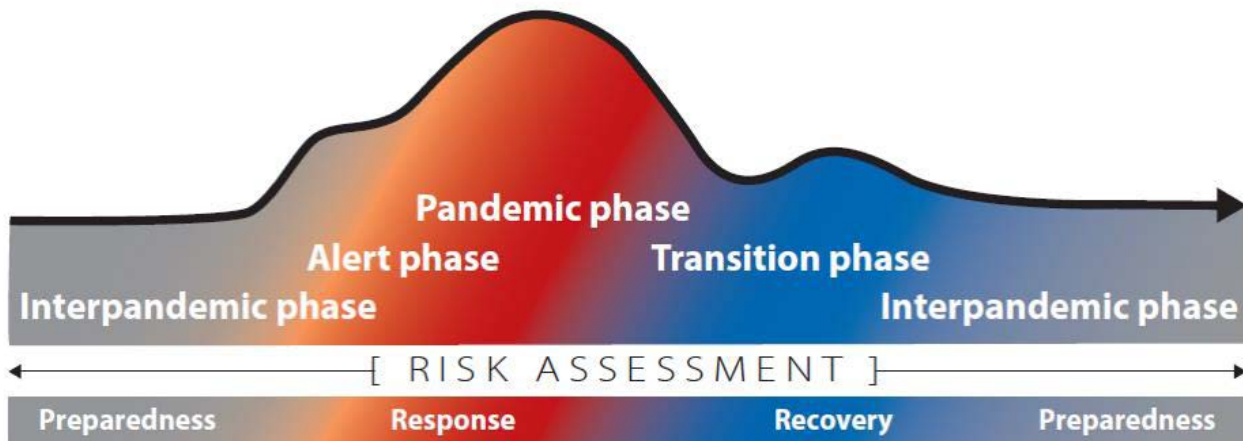 Pandemic phase
Alert phase
Transition phase
Interpandemic phase
Interpandemic phase
[ RISK ASSESSMENT ]
Preparedness
Response
Recovery
Preparedness